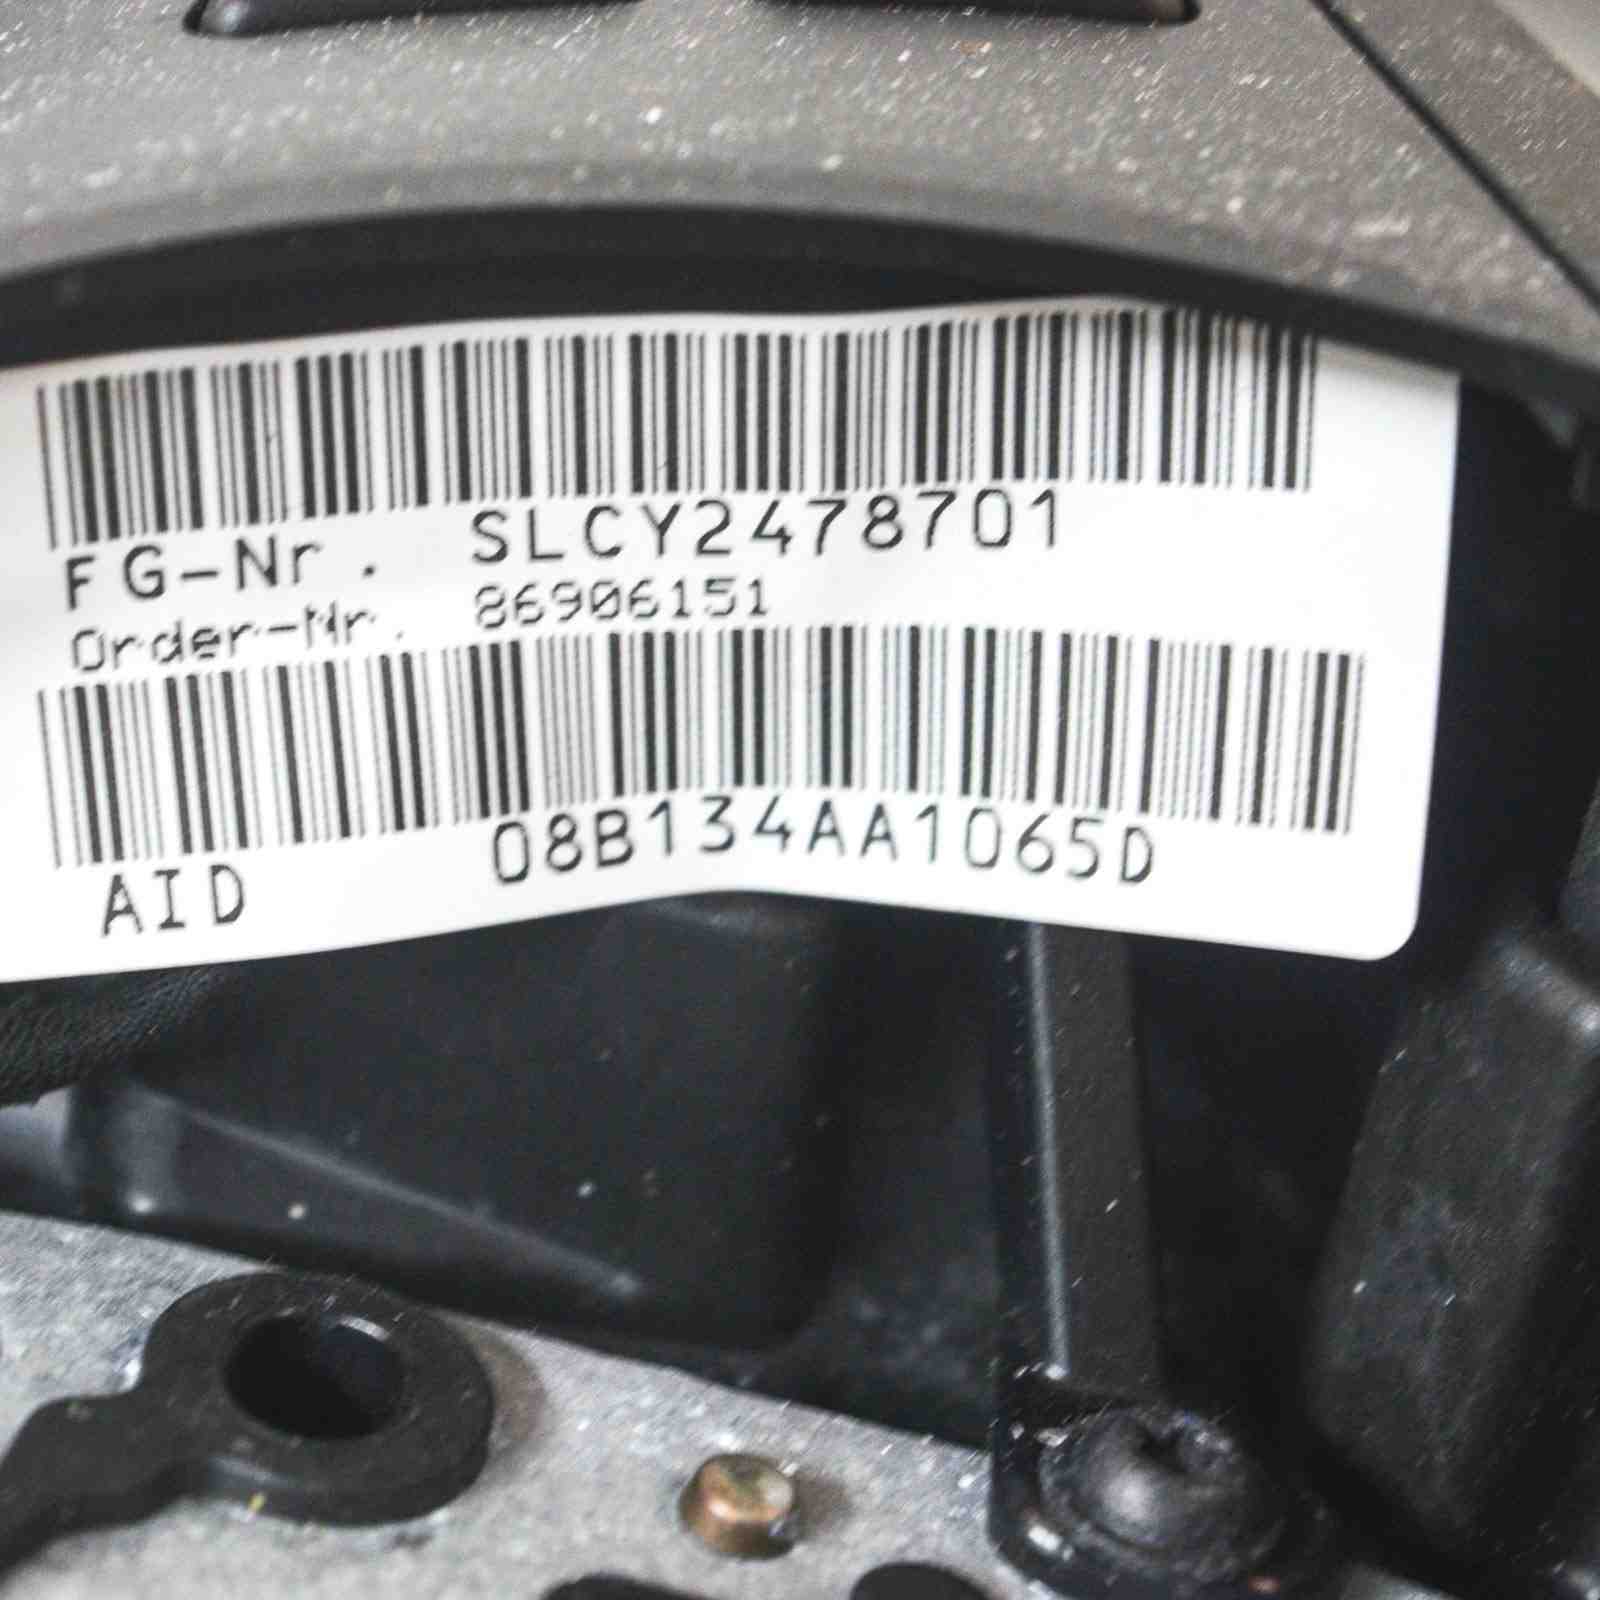 FG-Nr. SLCY2478701
Order-Nr. 86906151
AID 08B134AA1065D